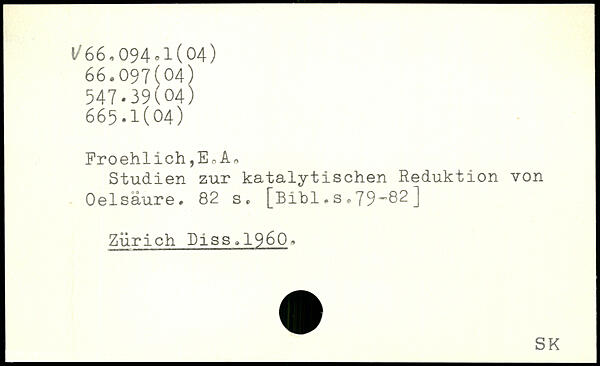 V66.094.1(04)
66.097(04)
547.39(04)
665.1(04)
Froehlich,E.A.
Studien zur katalytischen Reduktion von
Oelsäure. 82 s. [Bibl.s.79-82]
Zürich Diss.1960.
SK